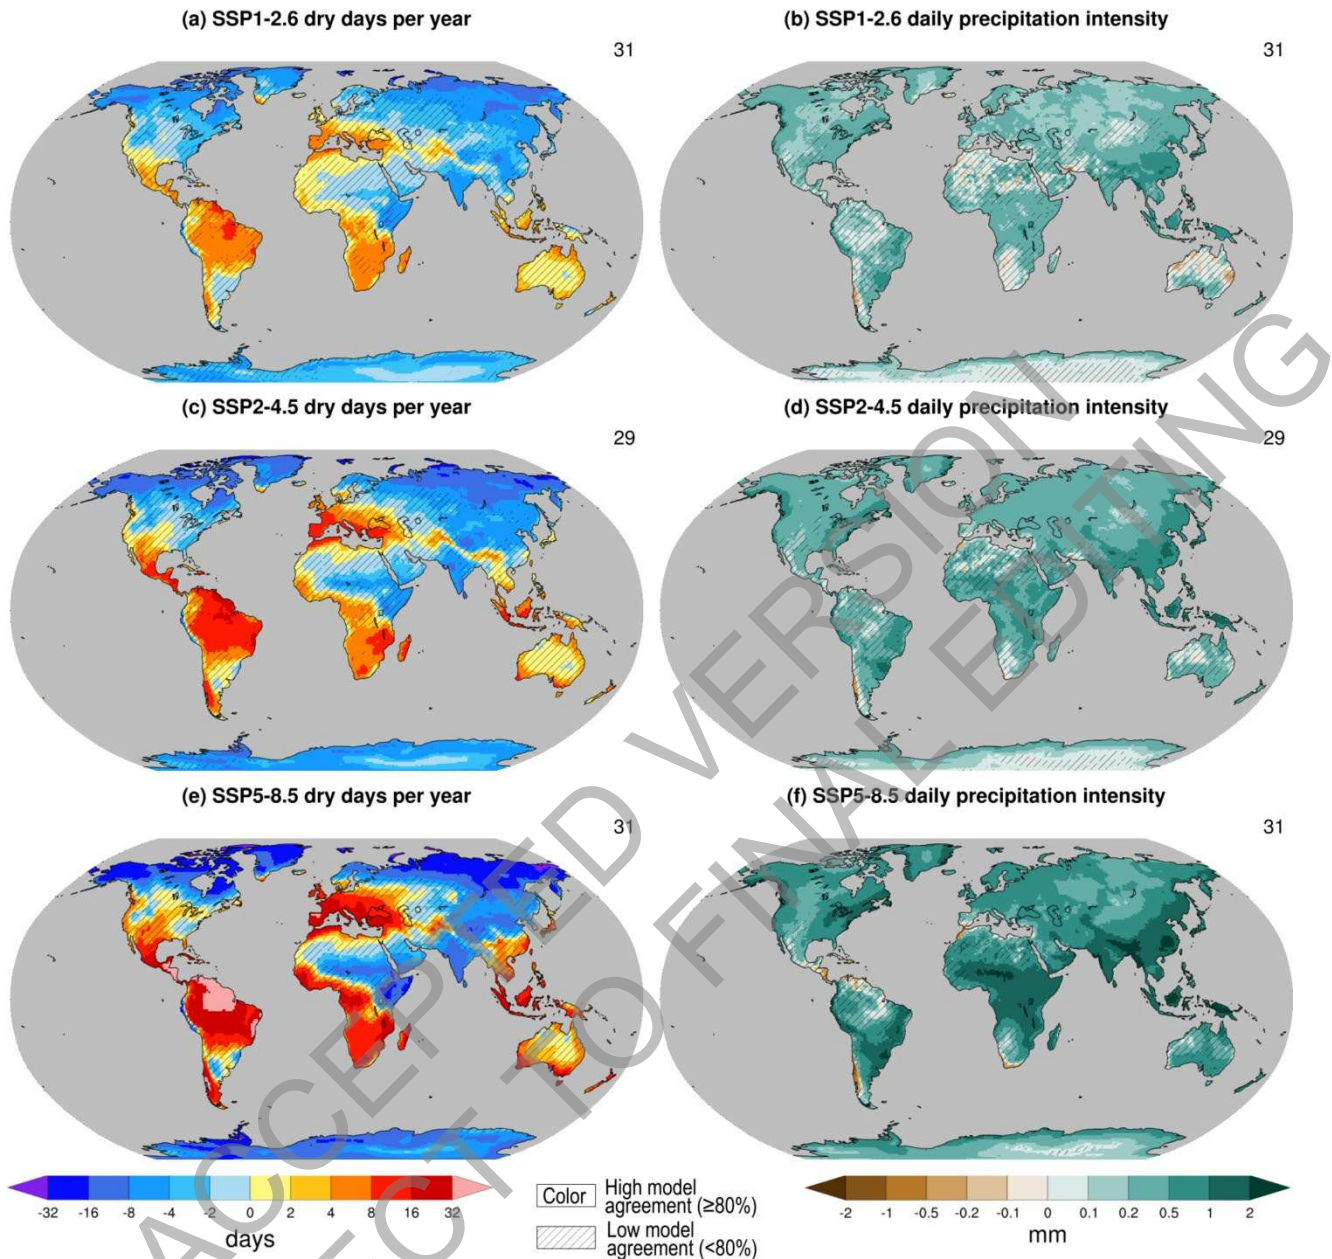 (a) SSP1-2.6 dry days per year
(b) SSP1-2.6 daily precipitation intensity
31
31
(c) SSP2-4.5 dry days per year
(d) SSP2-4.5 daily precipitation intensity
29
29
(e) SSP5-8.5 dry days per year
(f) SSP5-8.5 daily precipitation intensity
31
31
-32 -16 -8 -4 -2 0 2 4 8 16 32
days
Color High model agreement (≥80%)
Low model agreement (<80%)
-2 -1 -0.5 -0.2 -0.1 0 0.1 0.2 0.5 1 2
mm
ACCEPTED VERSION
SUBJECT TO FINAL EDITING